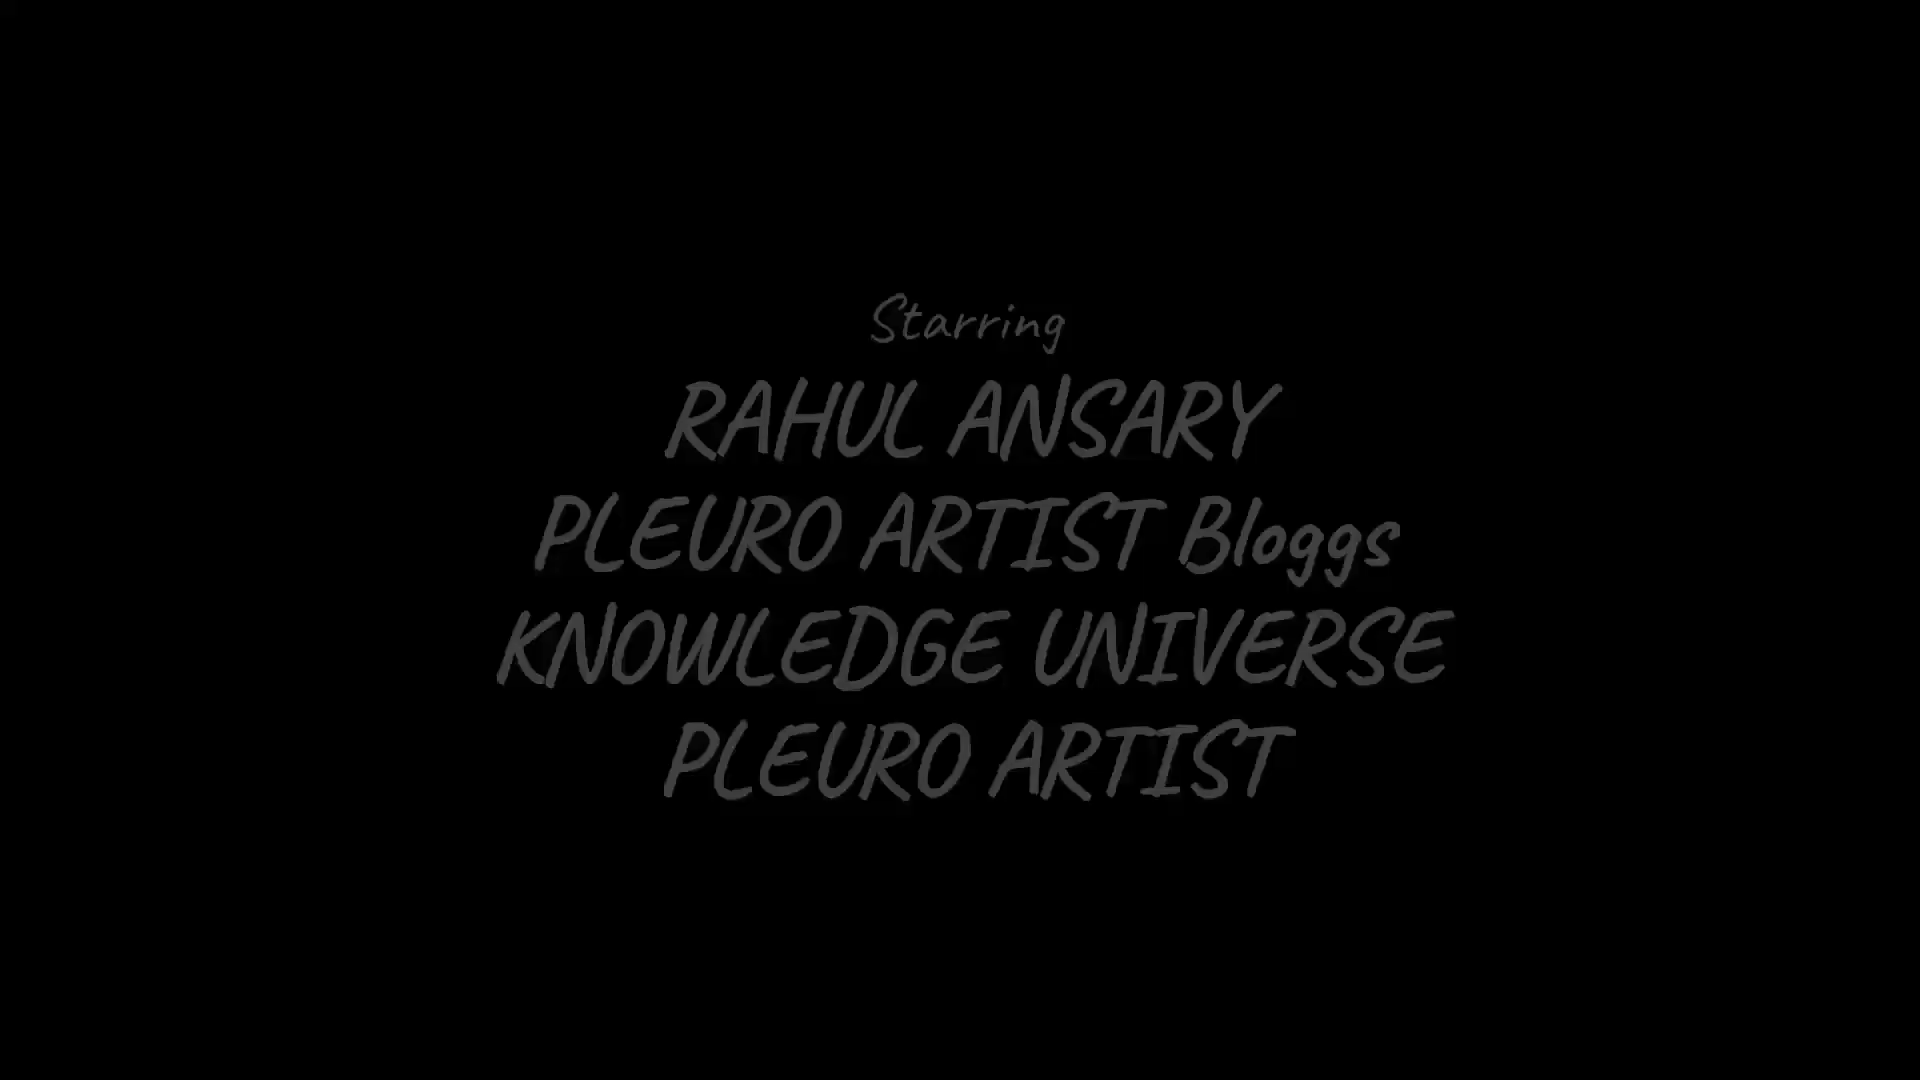 Starring
RAHUL ANSARY
PLEURO ARTIST Bloggs
KNOWLEDGE UNIVERSE
PLEURO ARTIST